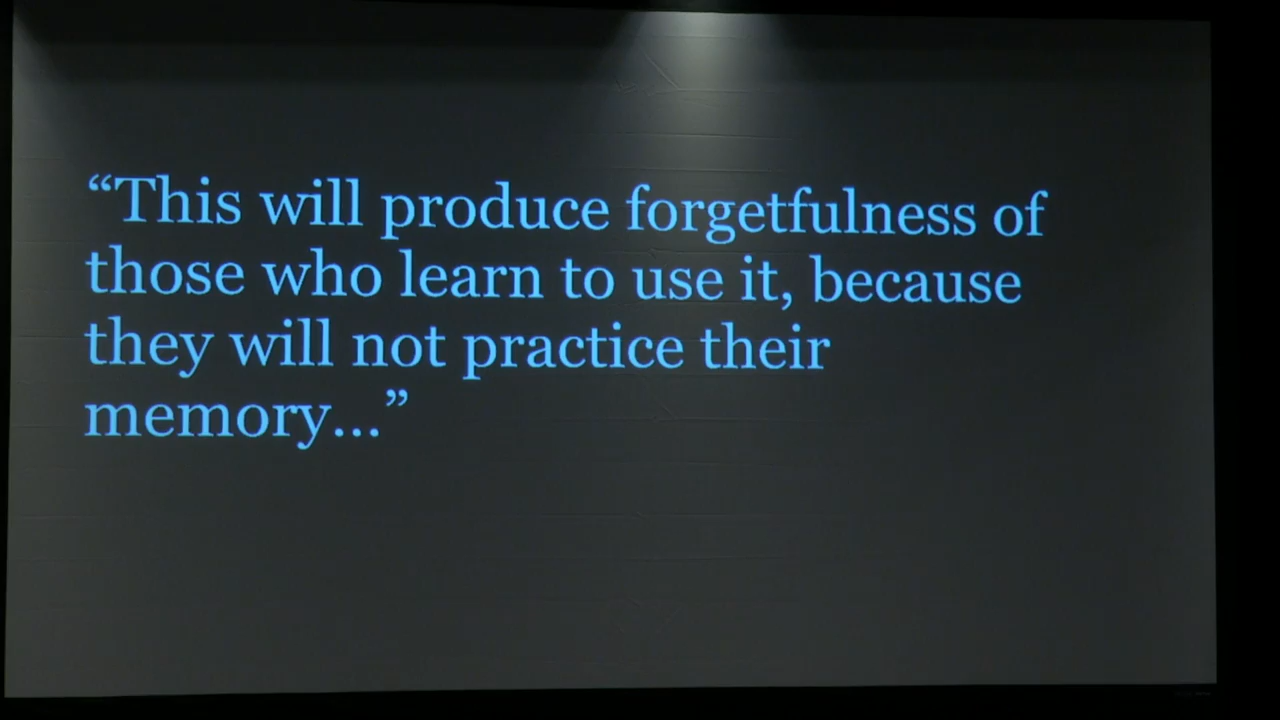 “This will produce forgetfulness of
those who learn to use it, because
they will not practice their
memory...”